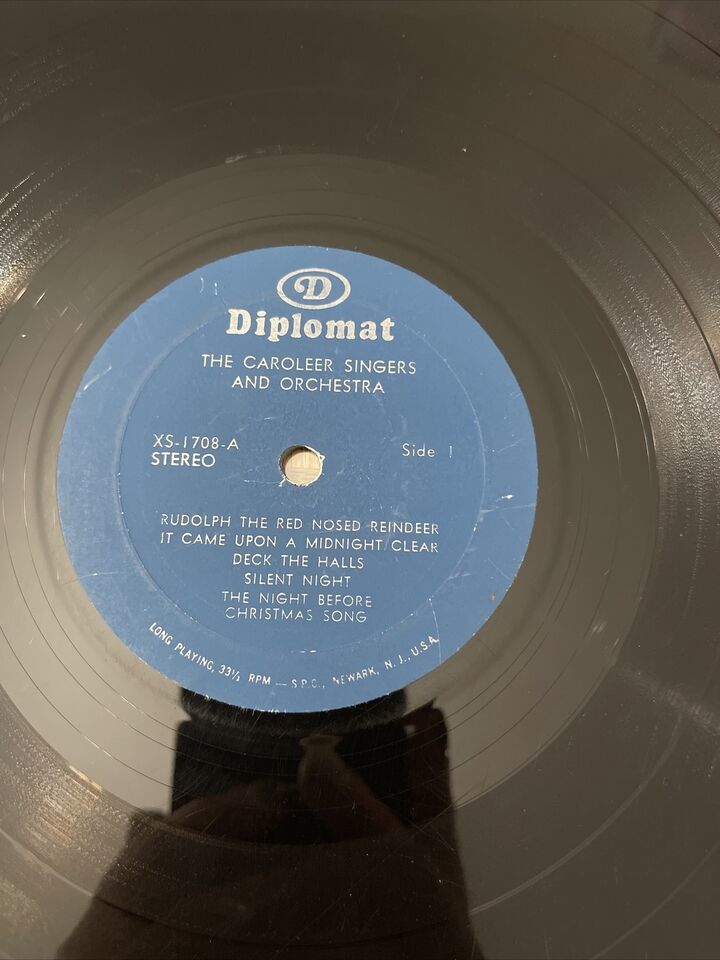 D
Diplomat
THE CAROLEER SINGERS
AND ORCHESTRA
XS-1708-A
STEREO
Side 1
RUDOLPH THE RED NOSED REINDEER
IT CAME UPON A MIDNIGHT CLEAR
DECK THE HALLS
SILENT NIGHT
THE NIGHT BEFORE
CHRISTMAS SONG
LONG PLAYING, 33⅓ RPM — S.P.C., NEWARK, N. J., U.S.A.